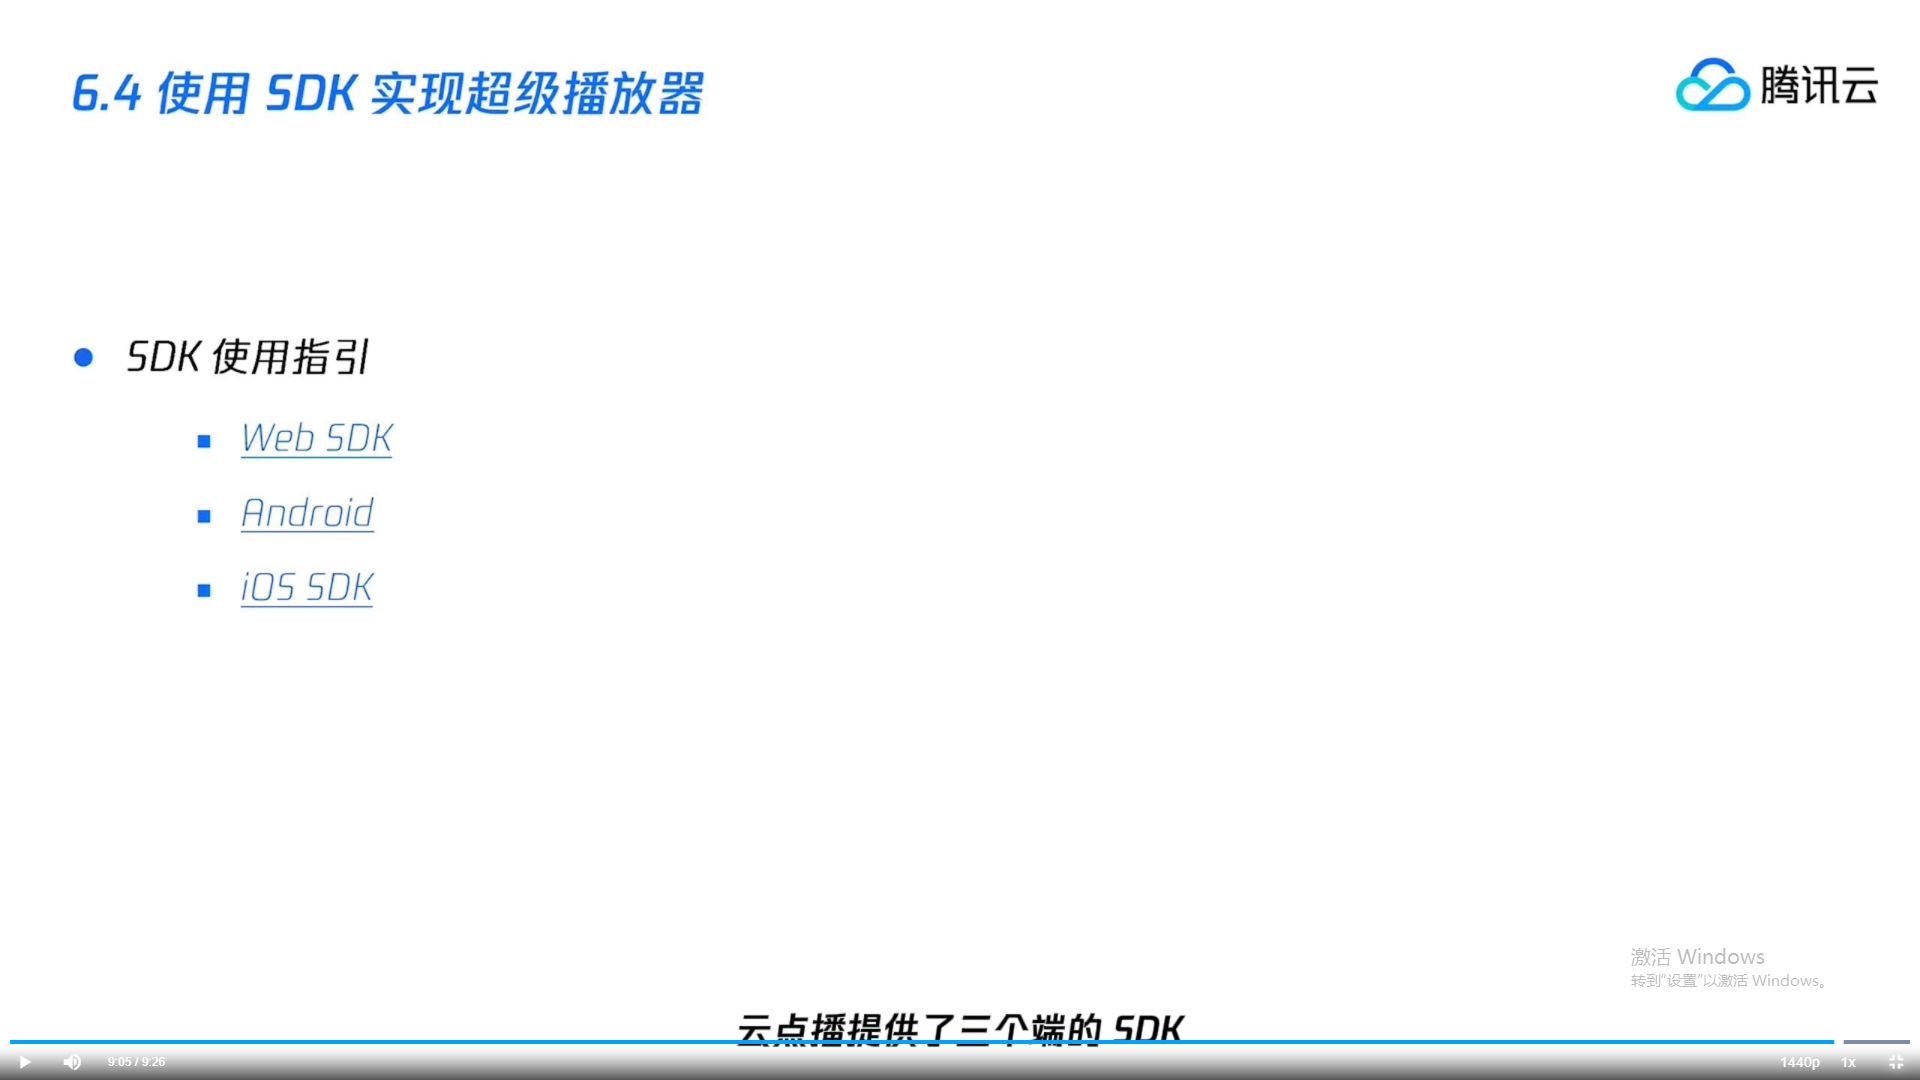 6.4 使用 SDK 实现超级播放器
腾讯云
SDK 使用指引
Web SDK
Android
iOS SDK
激活 Windows
转到“设置”以激活 Windows。
云点播提供了三个端的 SDK
9:05 / 9:26
1440p
1x